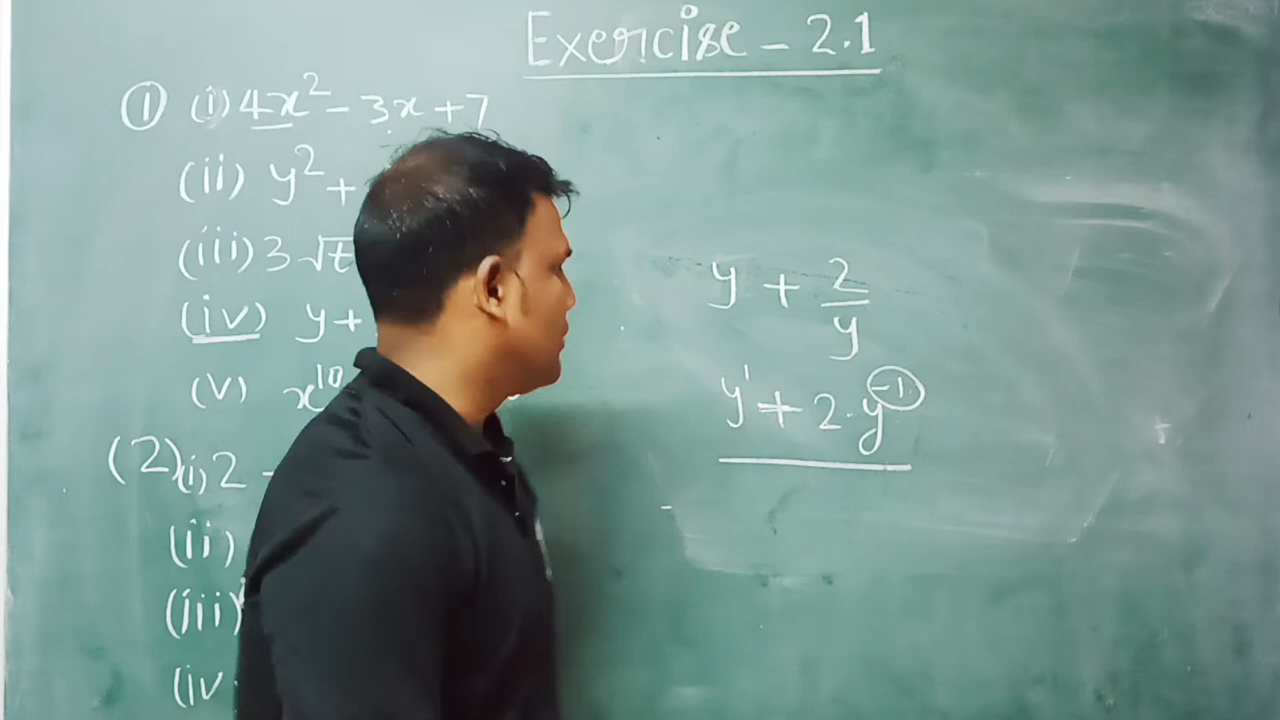 Exercise - 2.1
① (i) 4x² - 3x + 7
(ii) y² +
(iii) 3√t
(iv) y +
(v) x¹⁰
(2) (i) 2 -
(ii)
(iii)
(iv
y + 2/y
y¹ + 2·y⁻¹